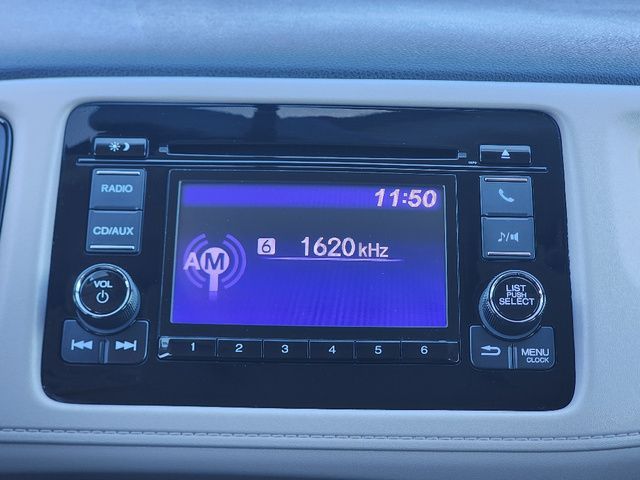 RADIO
CD/AUX
VOL
11:50
AM
6 1620 kHz
LIST
PUSH
SELECT
MENU
CLOCK
1 2 3 4 5 6